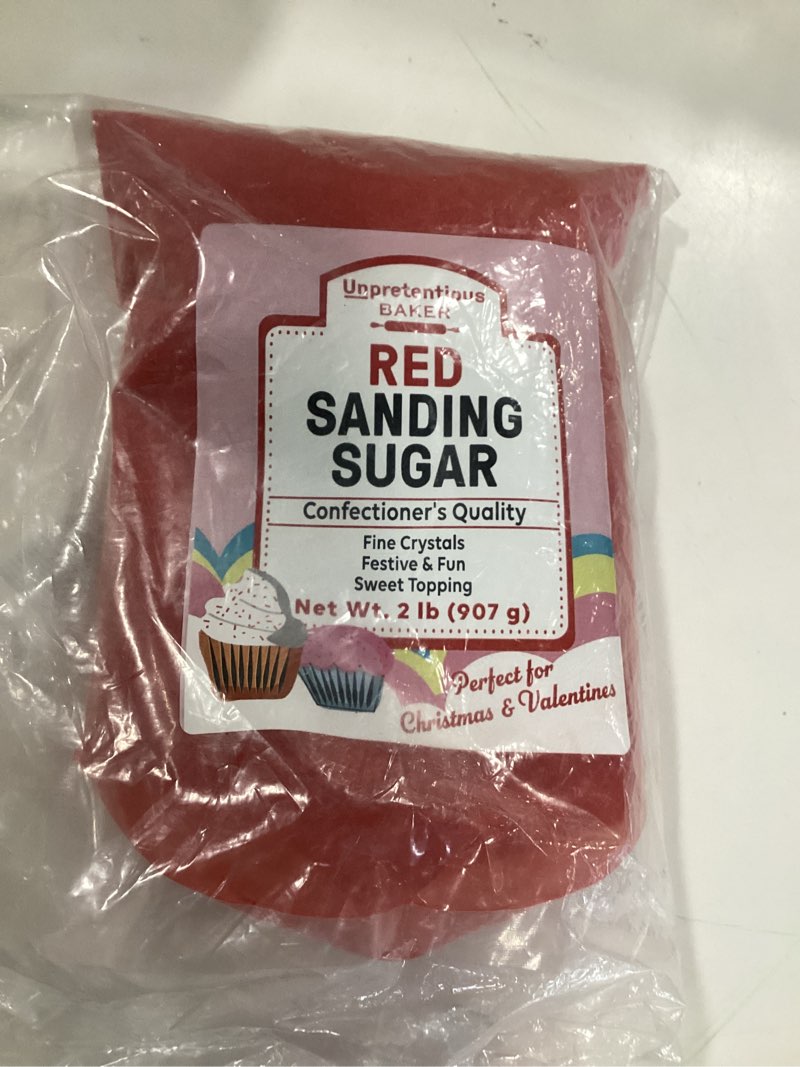 Unpretentious
BAKER
RED
SANDING
SUGAR
Confectioner's Quality
Fine Crystals
Festive & Fun
Sweet Topping
Net Wt. 2 lb (907 g)
Perfect for
Christmas & Valentines